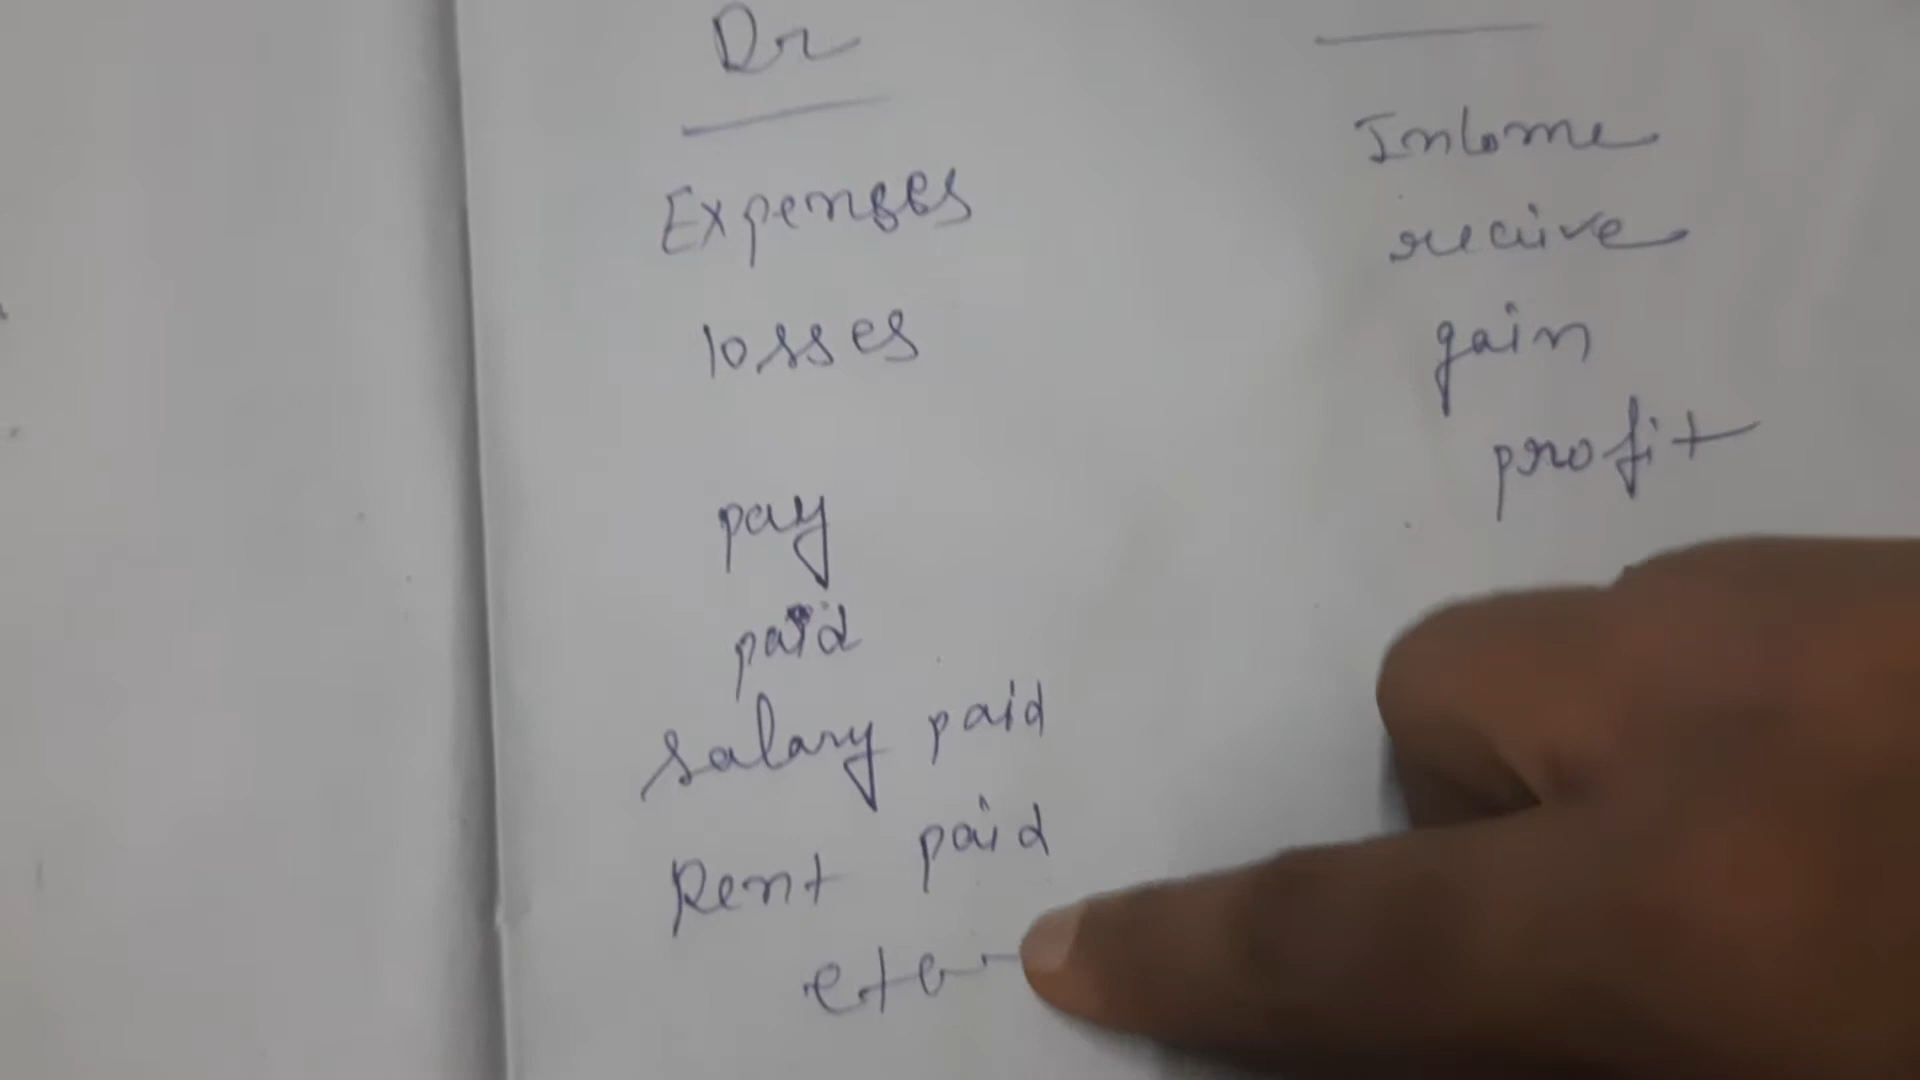 Dr
Expenses
losses
pay
paid
Salary paid
Rent paid
etc
Income
recive
gain
profit